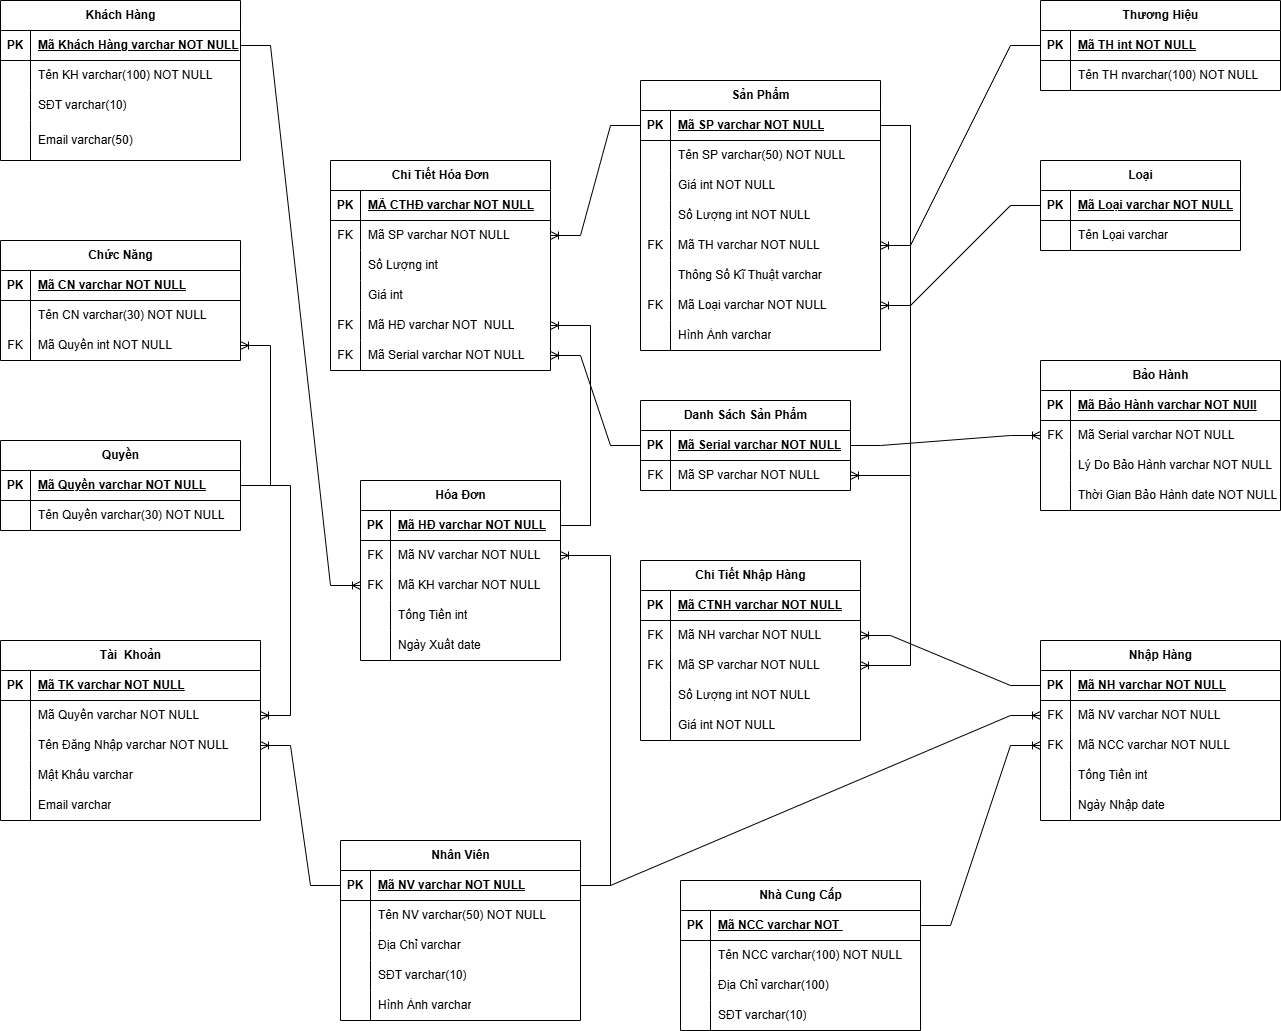 Khách Hàng
PK Mã Khách Hàng varchar NOT NULL
Tên KH varchar(100) NOT NULL
SĐT varchar(10)
Email varchar(50)
Chức Năng
PK Mã CN varchar NOT NULL
Tên CN varchar(30) NOT NULL
FK Mã Quyền int NOT NULL
Quyền
PK Mã Quyền varchar NOT NULL
Tên Quyền varchar(30) NOT NULL
Tài Khoản
PK Mã TK varchar NOT NULL
Mã Quyền varchar NOT NULL
Tên Đăng Nhập varchar NOT NULL
Mật Khẩu varchar
Email varchar
Chi Tiết Hóa Đơn
PK MÃ CTHĐ varchar NOT NULL
FK Mã SP varchar NOT NULL
Số Lượng int
Giá int
FK Mã HĐ varchar NOT NULL
FK Mã Serial varchar NOT NULL
Hóa Đơn
PK Mã HĐ varchar NOT NULL
FK Mã NV varchar NOT NULL
FK Mã KH varchar NOT NULL
Tổng Tiền int
Ngày Xuất date
Nhân Viên
PK Mã NV varchar NOT NULL
Tên NV varchar(50) NOT NULL
Địa Chỉ varchar
SĐT varchar(10)
Hình Ảnh varchar
Sản Phẩm
PK Mã SP varchar NOT NULL
Tên SP varchar(50) NOT NULL
Giá int NOT NULL
Số Lượng int NOT NULL
FK Mã TH varchar NOT NULL
Thông Số Kĩ Thuật varchar
FK Mã Loại varchar NOT NULL
Hình Ảnh varchar
Danh Sách Sản Phẩm
PK Mã Serial varchar NOT NULL
FK Mã SP varchar NOT NULL
Chi Tiết Nhập Hàng
PK Mã CTNH varchar NOT NULL
FK Mã NH varchar NOT NULL
FK Mã SP varchar NOT NULL
Số Lượng int NOT NULL
Giá int NOT NULL
Nhà Cung Cấp
PK Mã NCC varchar NOT
Tên NCC varchar(100) NOT NULL
Địa Chỉ varchar(100)
SĐT varchar(10)
Thương Hiệu
PK Mã TH int NOT NULL
Tên TH nvarchar(100) NOT NULL
Loại
PK Mã Loại varchar NOT NULL
Tên Lọai varchar
Bảo Hành
PK Mã Bảo Hành varchar NOT NUll
FK Mã Serial varchar NOT NULL
Lý Do Bảo Hành varchar NOT NULL
Thời Gian Bảo Hành date NOT NULL
Nhập Hàng
PK Mã NH varchar NOT NULL
FK Mã NV varchar NOT NULL
FK Mã NCC varchar NOT NULL
Tổng Tiền int
Ngày Nhập date